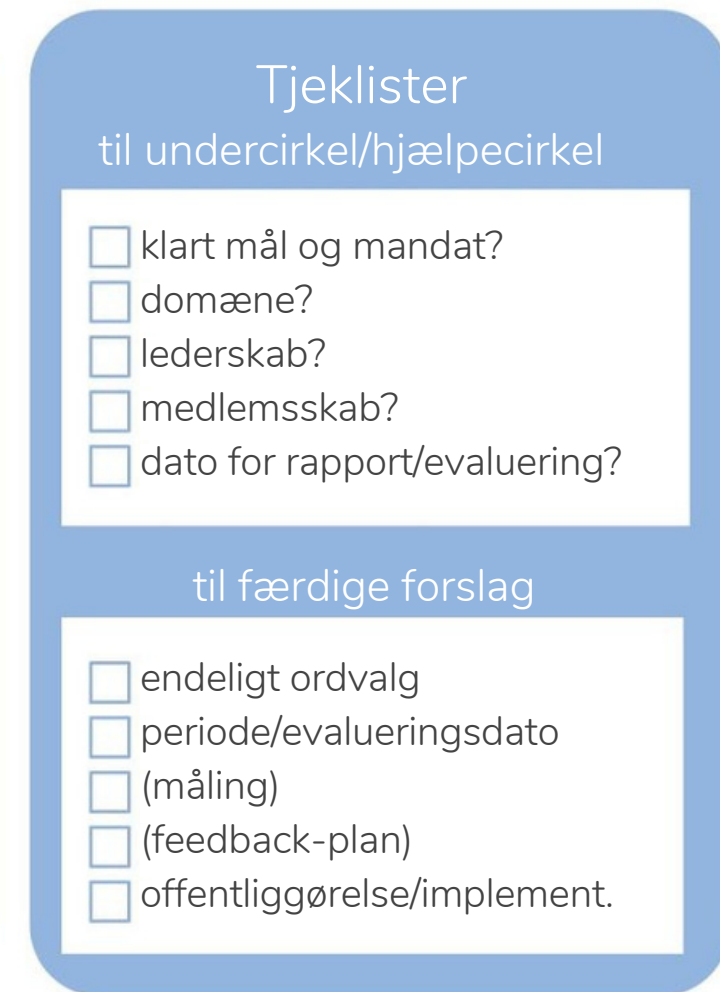 Tjeklister
til undercirkel/hjælpecirkel
klart mål og mandat?
domæne?
lederskab?
medlemsskab?
dato for rapport/evaluering?
til færdige forslag
endeligt ordvalg
periode/evalueringsdato
(måling)
(feedback-plan)
offentliggørelse/implement.